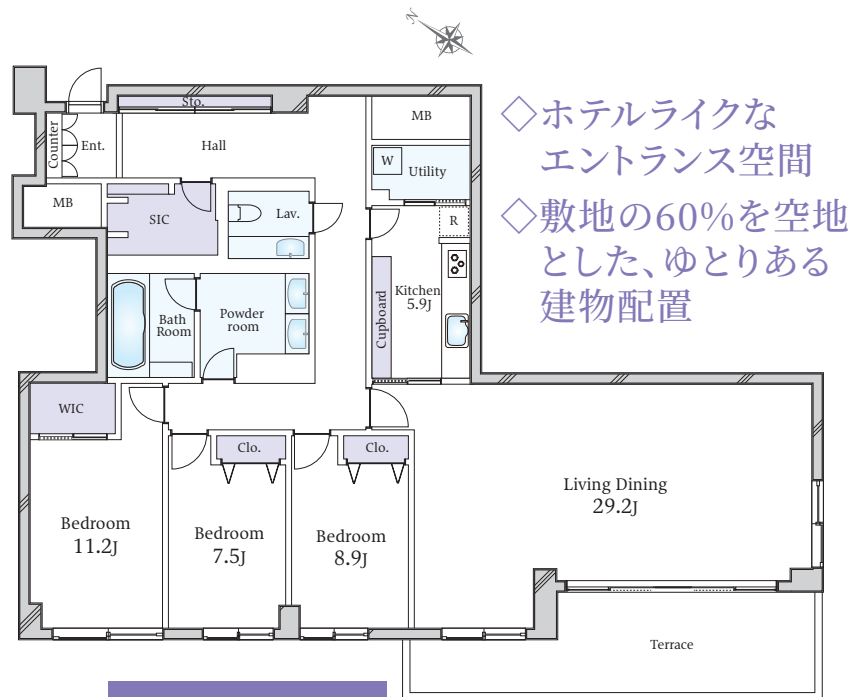 N
◇ホテルライクな
エントランス空間
◇敷地の60%を空地
とした、ゆとりある
建物配置
Sto.
Counter
Ent.
Hall
MB
W
Utility
MB
SIC
Lav.
R
Kitchen
5.9J
Cupboard
Bath
Room
Powder
room
WIC
Clo.
Clo.
Living Dining
29.2J
Bedroom
11.2J
Bedroom
7.5J
Bedroom
8.9J
Terrace